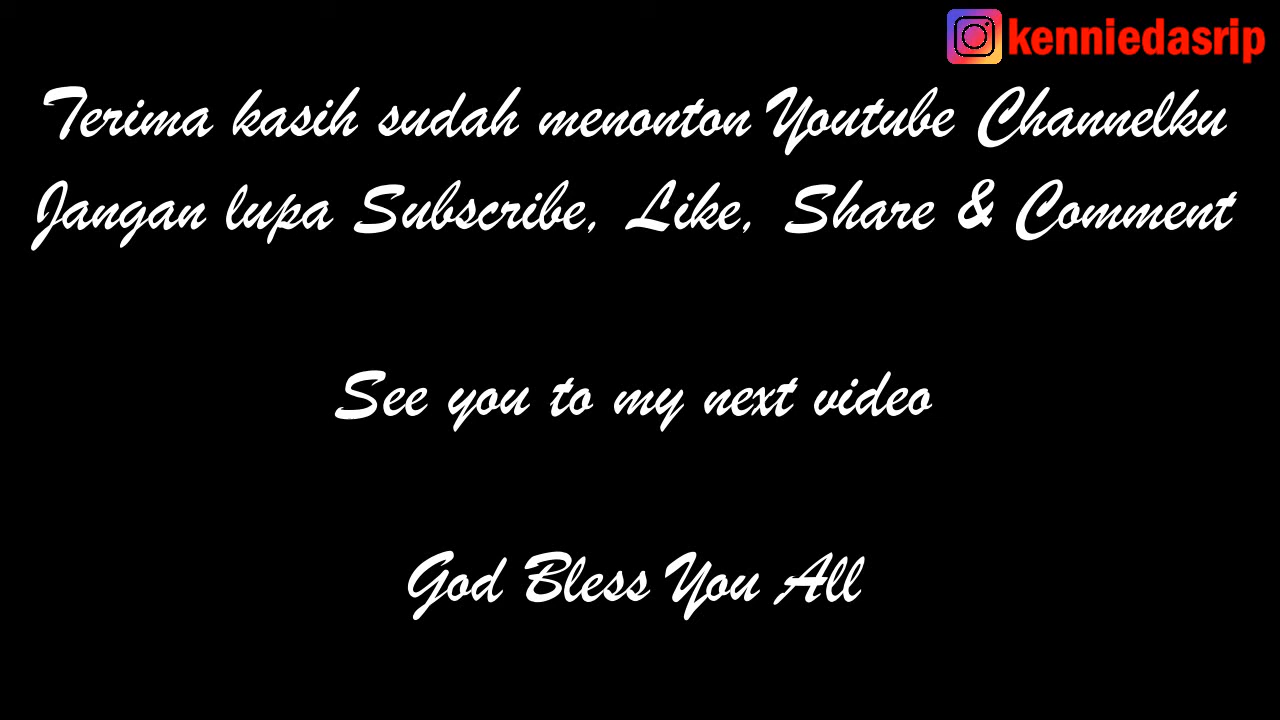 kenniedasrip
Terima kasih sudah menonton Youtube Channelku
Jangan lupa Subscribe, Like, Share & Comment
See you to my next video
God Bless You All